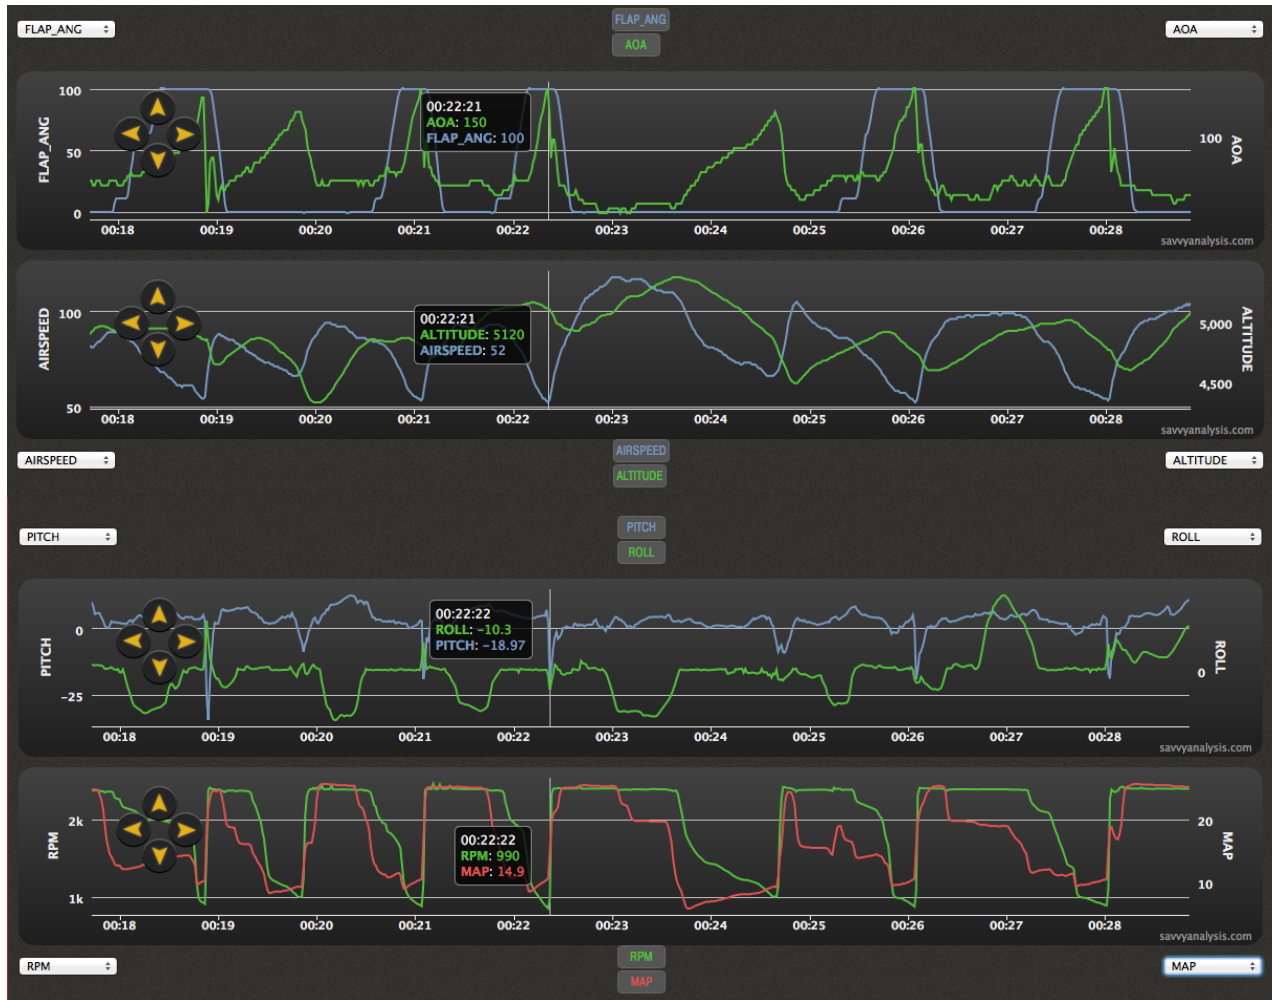 FLAP_ANG
FLAP_ANG
AOA
AOA
FLAP_ANG
100
50
0
00:22:21
AOA: 150
FLAP_ANG: 100
100
AOA
00:18 00:19 00:20 00:21 00:22 00:23 00:24 00:25 00:26 00:27 00:28
savvyanalysis.com
AIRSPEED
100
50
00:22:21
ALTITUDE: 5120
AIRSPEED: 52
5,000
4,500
ALTITUDE
00:18 00:19 00:20 00:21 00:22 00:23 00:24 00:25 00:26 00:27 00:28
savvyanalysis.com
AIRSPEED
AIRSPEED
ALTITUDE
ALTITUDE
PITCH
PITCH
ROLL
ROLL
PITCH
0
-25
00:22:22
ROLL: -10.3
PITCH: -18.97
0
ROLL
00:18 00:19 00:20 00:21 00:22 00:23 00:24 00:25 00:26 00:27 00:28
savvyanalysis.com
RPM
2k
1k
00:22:22
RPM: 990
MAP: 14.9
20
10
MAP
00:18 00:19 00:20 00:21 00:22 00:23 00:24 00:25 00:26 00:27 00:28
savvyanalysis.com
RPM
RPM
MAP
MAP